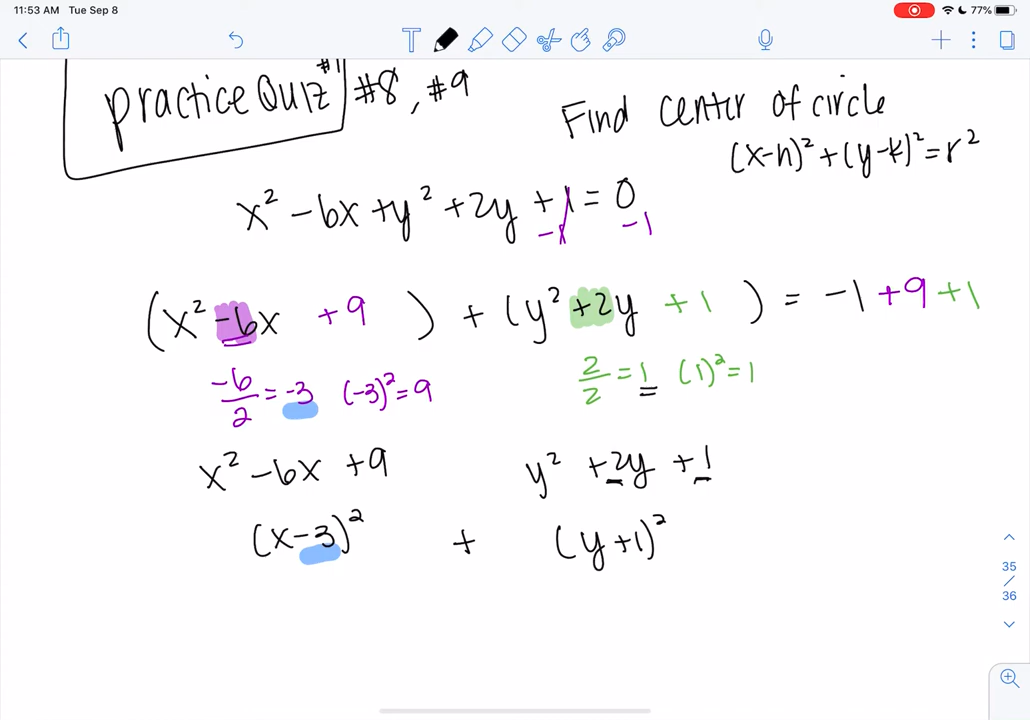 11:53 AM Tue Sep 8
77%
practice Quiz #1 #8, #9
Find center of circle
(x-h)² + (y-k)² = r²
x² - 6x + y² + 2y + 1 = 0
-1 -1
(x² - 6x + 9 ) + (y² + 2y + 1 ) = -1 + 9 + 1
-6/2 = -3 (-3)² = 9 2/2 = 1 (1)² = 1
x² - 6x + 9 y² + 2y + 1
(x - 3)² + (y + 1)²
35
/
36